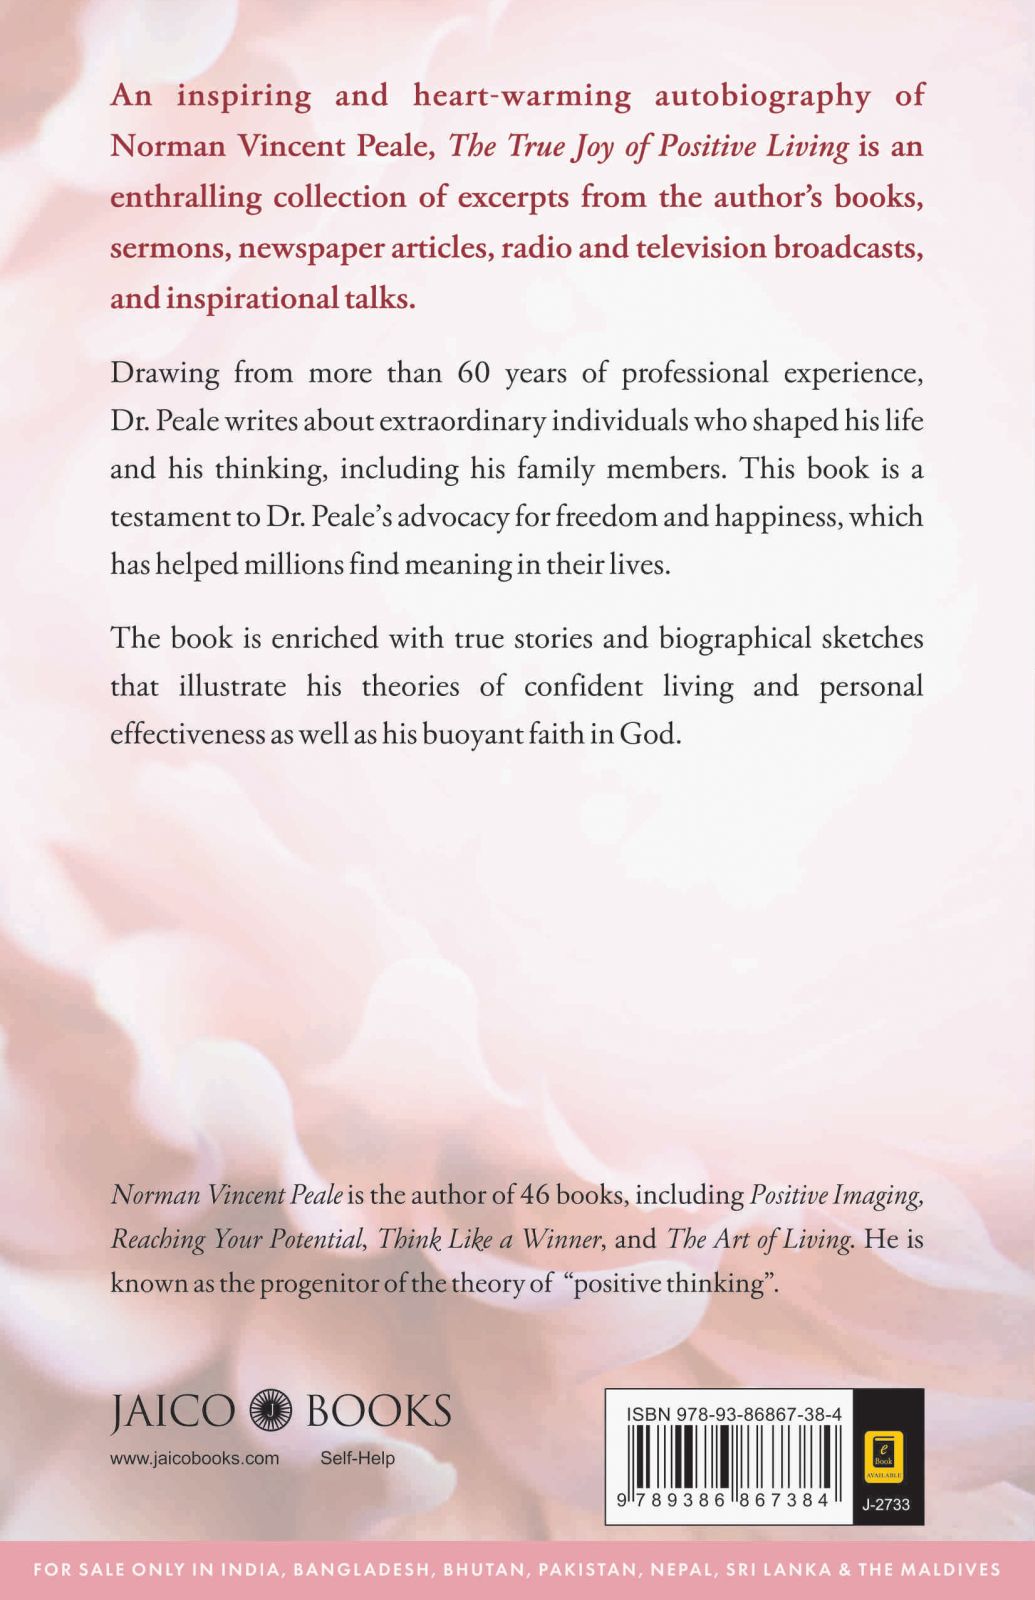 An inspiring and heart-warming autobiography of
Norman Vincent Peale, The True Joy of Positive Living is an
enthralling collection of excerpts from the author's books,
sermons, newspaper articles, radio and television broadcasts,
and inspirational talks.
Drawing from more than 60 years of professional experience,
Dr. Peale writes about extraordinary individuals who shaped his life
and his thinking, including his family members. This book is a
testament to Dr. Peale's advocacy for freedom and happiness, which
has helped millions find meaning in their lives.
The book is enriched with true stories and biographical sketches
that illustrate his theories of confident living and personal
effectiveness as well as his buoyant faith in God.
Norman Vincent Peale is the author of 46 books, including Positive Imaging,
Reaching Your Potential, Think Like a Winner, and The Art of Living. He is
known as the progenitor of the theory of “positive thinking”.
JAICO J BOOKS
www.jaicobooks.com Self-Help
ISBN 978-93-86867-38-4
9 789386 867384
e
Book
AVAILABLE
J-2733
FOR SALE ONLY IN INDIA, BANGLADESH, BHUTAN, PAKISTAN, NEPAL, SRI LANKA & THE MALDIVES